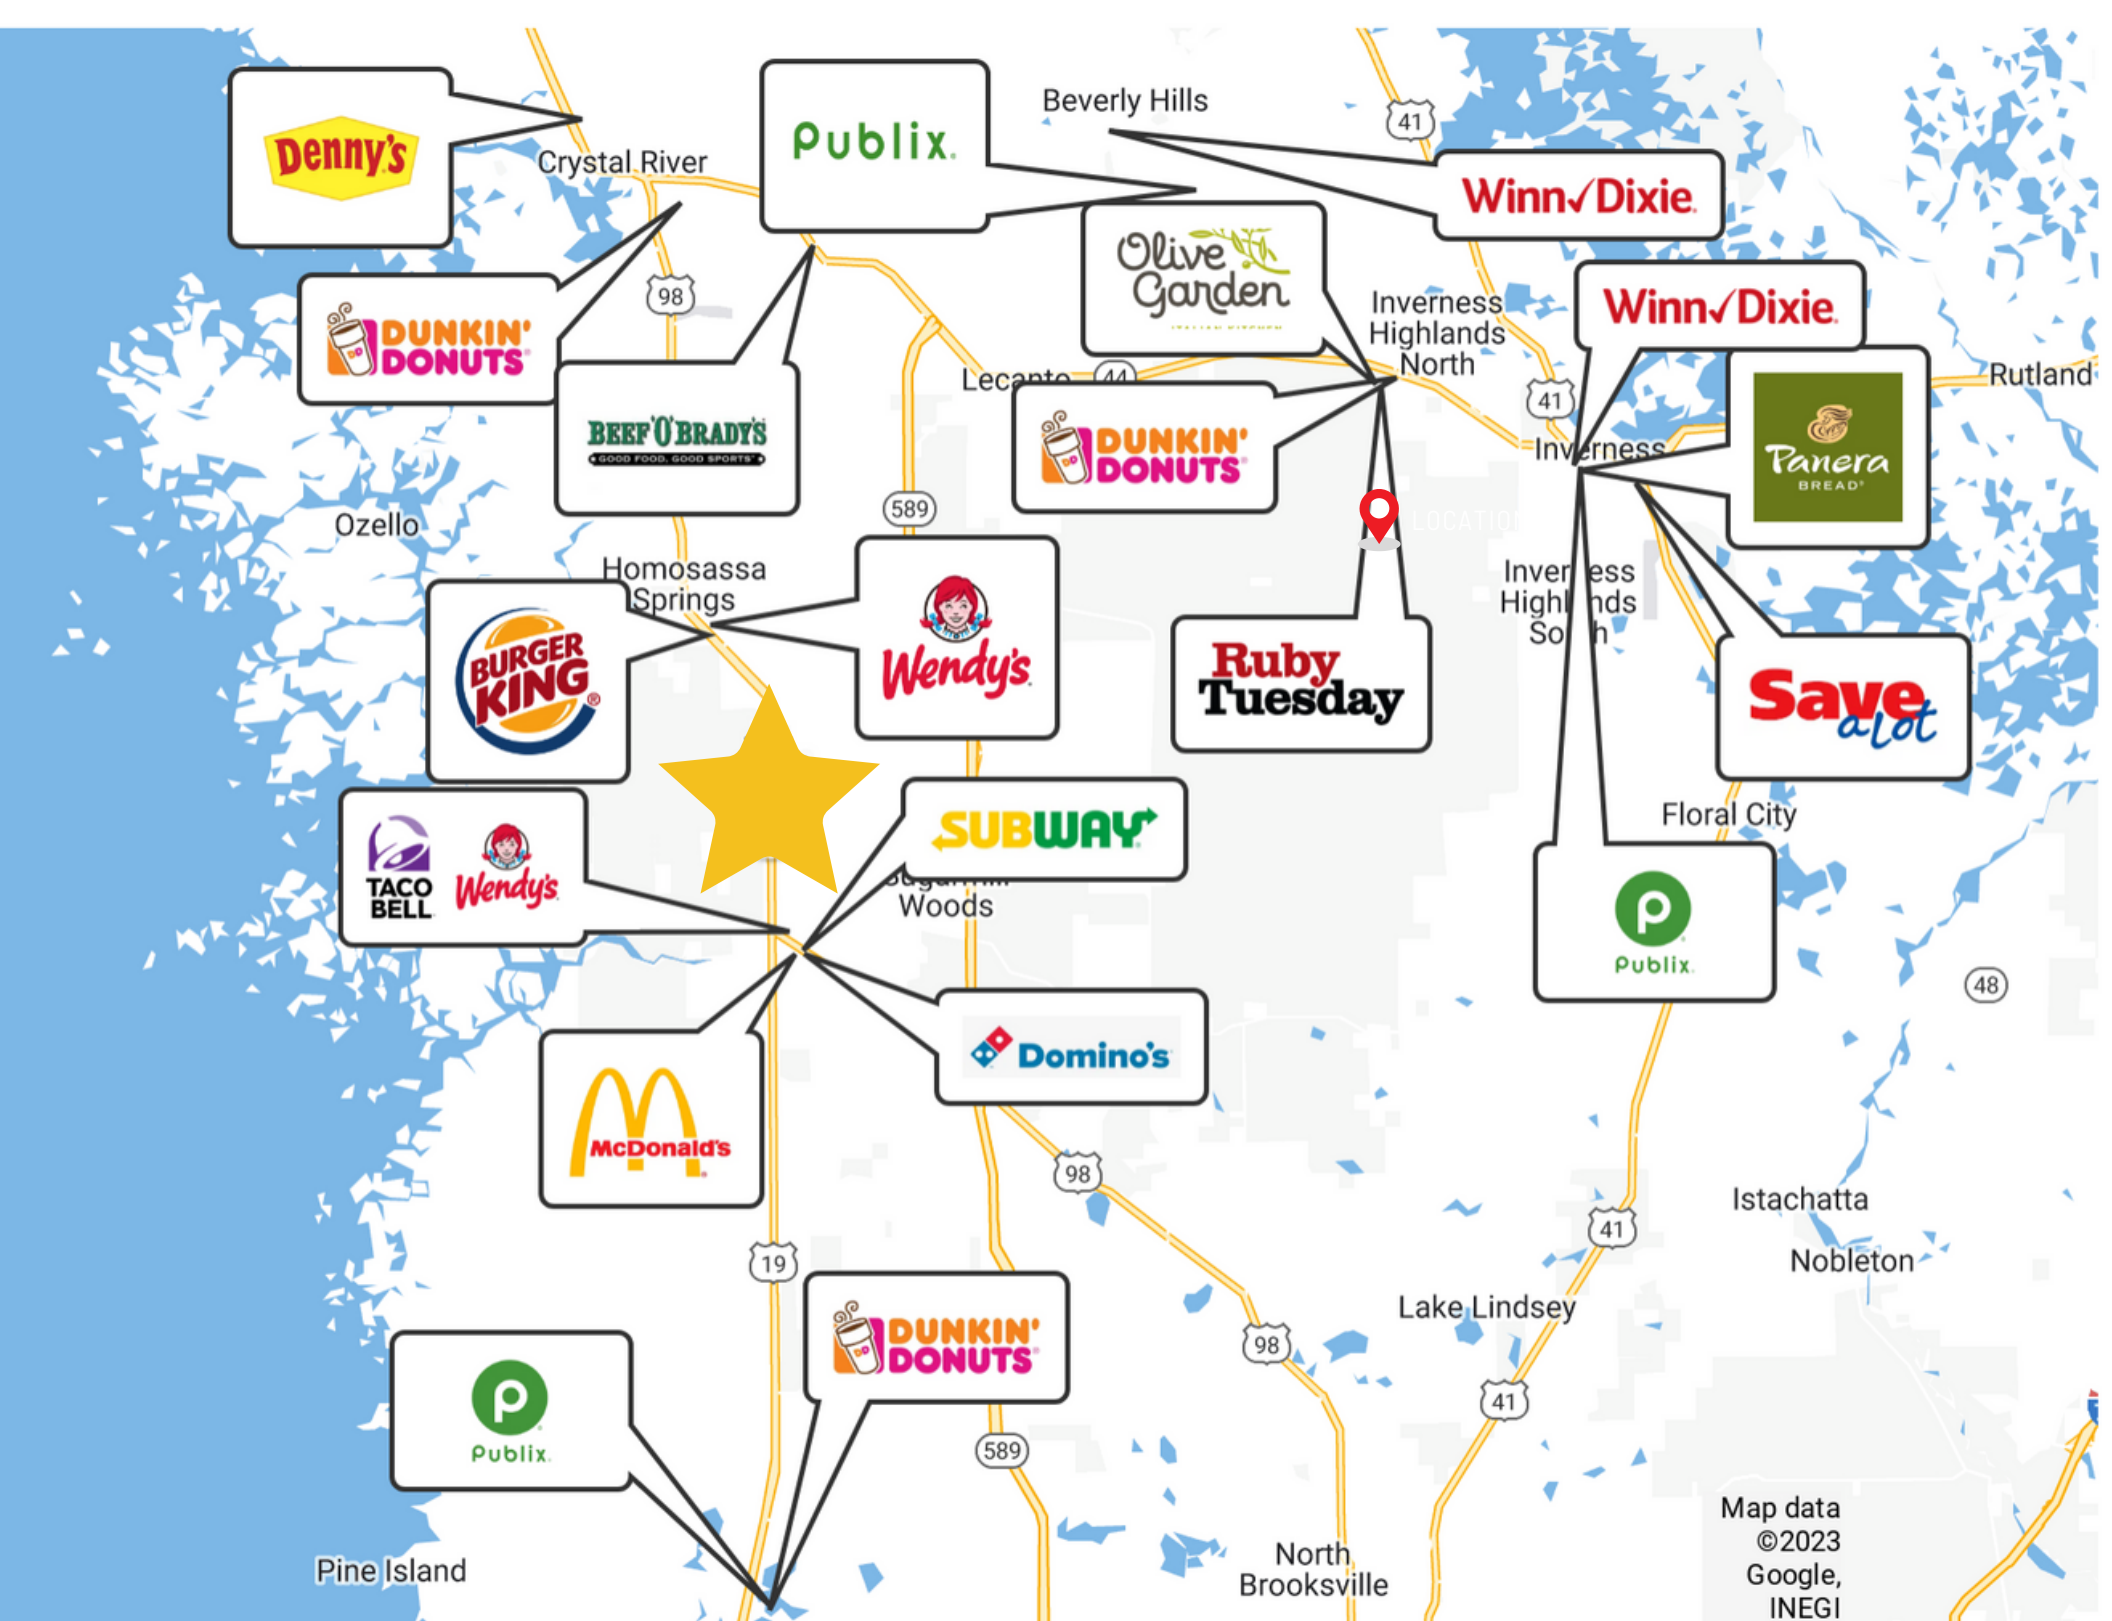 Beverly Hills
41
Denny's
Publix.
Crystal River
Winn✓Dixie.
Olive
Garden
98
Inverness
Highlands
North
Winn✓Dixie.
DUNKIN'
DONUTS
Lecanto
44
Rutland
41
BEEF 'O' BRADY'S
GOOD FOOD. GOOD SPORTS
DUNKIN'
DONUTS
Inverness
Panera
BREAD®
589
LOCATIO
Ozello
Homosassa
Springs
Inverness
Highlands
South
BURGER
KING®
Wendy's
Ruby
Tuesday
Save
a Lot
SUBWAY
Floral City
TACO
BELL
Wendy's
Woods
Publix.
48
Domino's
McDonald's
98
Istachatta
41
19
Nobleton
Lake Lindsey
DUNKIN'
DONUTS
98
Publix.
41
589
Map data
©2023
Google,
INEGI
North
Brooksville
Pine Island